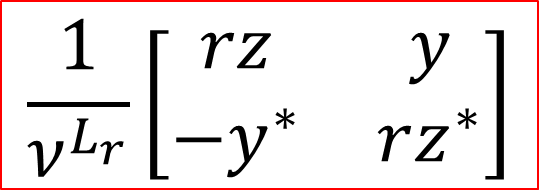 1/v^{L_r} [rz y
−y* rz*]